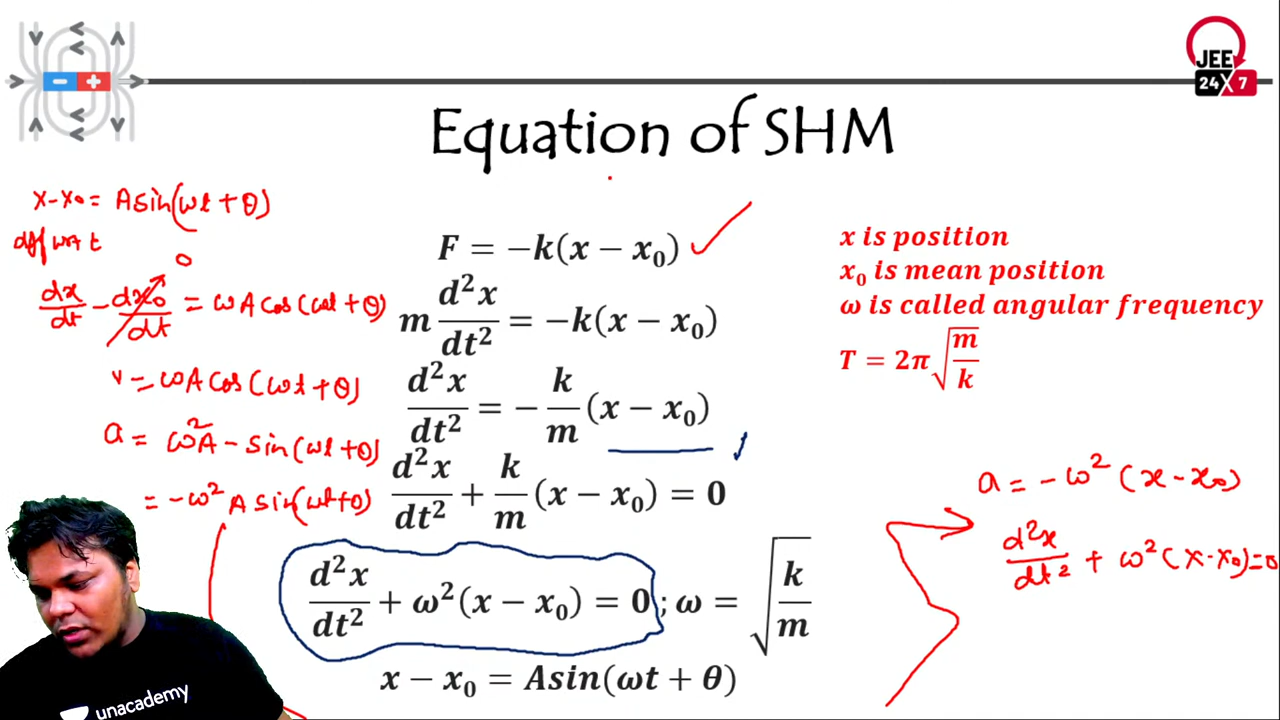 JEE
24X7
Equation of SHM
x-x₀ = Asin(ωt+θ)
diff wrt t
0
dx/dt - dx₀/dt = ωA cos(ωt+θ)
v = ωA cos(ωt+θ)
a = ω²A - sin(ωt+θ)
= -ω² A sin(ωt+θ)
F = −k(x − x₀)
m d²x/dt² = −k(x − x₀)
d²x/dt² = − k/m (x − x₀)
d²x/dt² + k/m (x − x₀) = 0
d²x/dt² + ω²(x − x₀) = 0 ; ω = √(k/m)
x − x₀ = Asin(ωt + θ)
x is position
x₀ is mean position
ω is called angular frequency
T = 2π√(m/k)
a = -ω² (x-x₀)
d²x/dt² + ω² (x-x₀)=0
unacademy